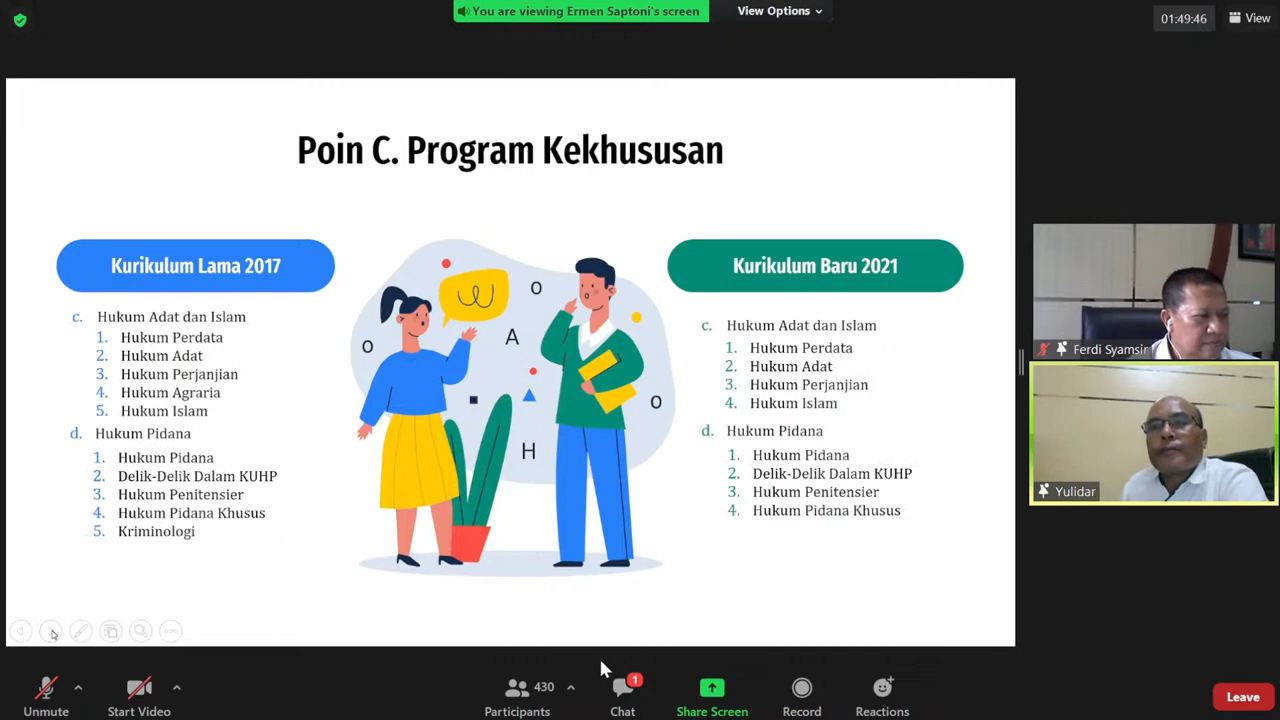 You are viewing Ermen Saptoni's screen
View Options
01:49:46
View
Poin C. Program Kekhususan
Kurikulum Lama 2017
c. Hukum Adat dan Islam
1. Hukum Perdata
2. Hukum Adat
3. Hukum Perjanjian
4. Hukum Agraria
5. Hukum Islam
d. Hukum Pidana
1. Hukum Pidana
2. Delik-Delik Dalam KUHP
3. Hukum Penitensier
4. Hukum Pidana Khusus
5. Kriminologi
O
A
O
H
O
Kurikulum Baru 2021
c. Hukum Adat dan Islam
1. Hukum Perdata
2. Hukum Adat
3. Hukum Perjanjian
4. Hukum Islam
d. Hukum Pidana
1. Hukum Pidana
2. Delik-Delik Dalam KUHP
3. Hukum Penitensier
4. Hukum Pidana Khusus
Ferdi Syamsir
Yulidar
Unmute
Start Video
430
Participants
1
Chat
Share Screen
Record
Reactions
Leave